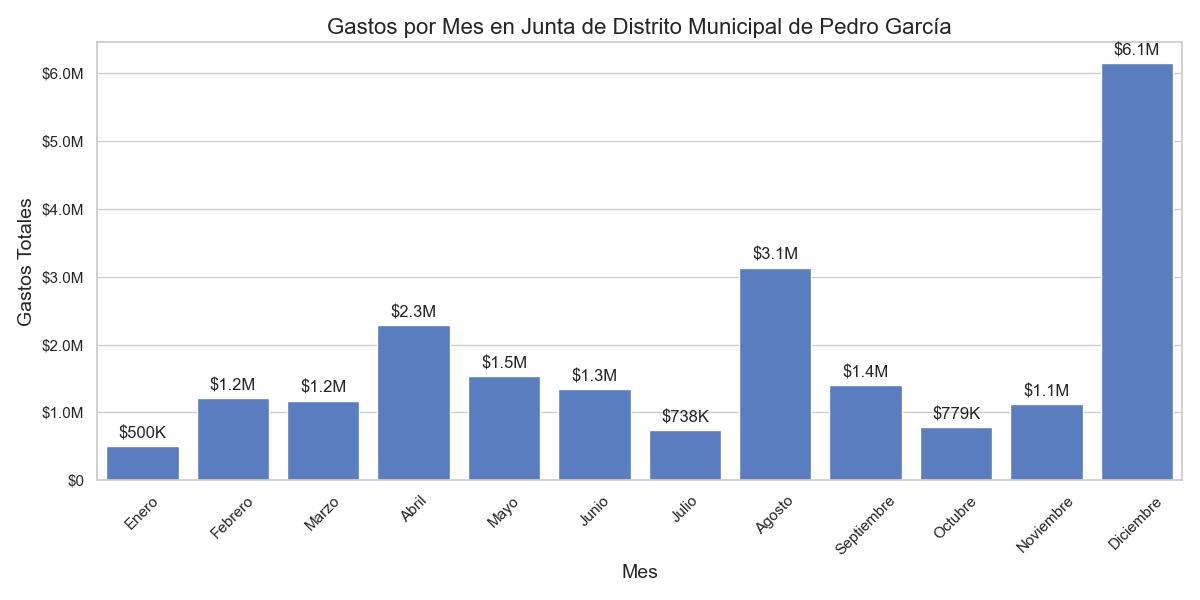 Gastos por Mes en Junta de Distrito Municipal de Pedro García
Gastos Totales
$6.0M
$5.0M
$4.0M
$3.0M
$2.0M
$1.0M
$0
$500K
$1.2M
$1.2M
$2.3M
$1.5M
$1.3M
$738K
$3.1M
$1.4M
$779K
$1.1M
$6.1M
Enero
Febrero
Marzo
Abril
Mayo
Junio
Julio
Agosto
Septiembre
Octubre
Noviembre
Diciembre
Mes